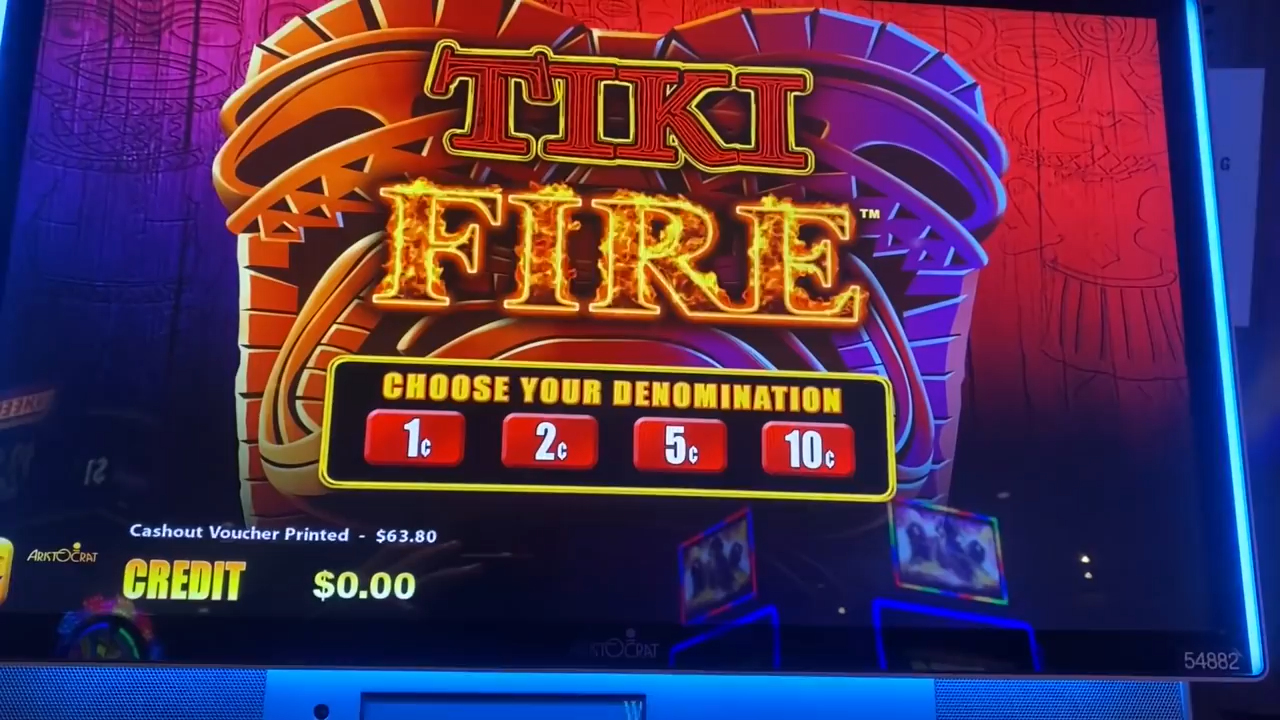 TIKI
FIRE™
CHOOSE YOUR DENOMINATION
1¢ 2¢ 5¢ 10¢
Cashout Voucher Printed - $63.80
ARISTOCRAT
CREDIT $0.00
ARISTOCRAT
54882
G
W